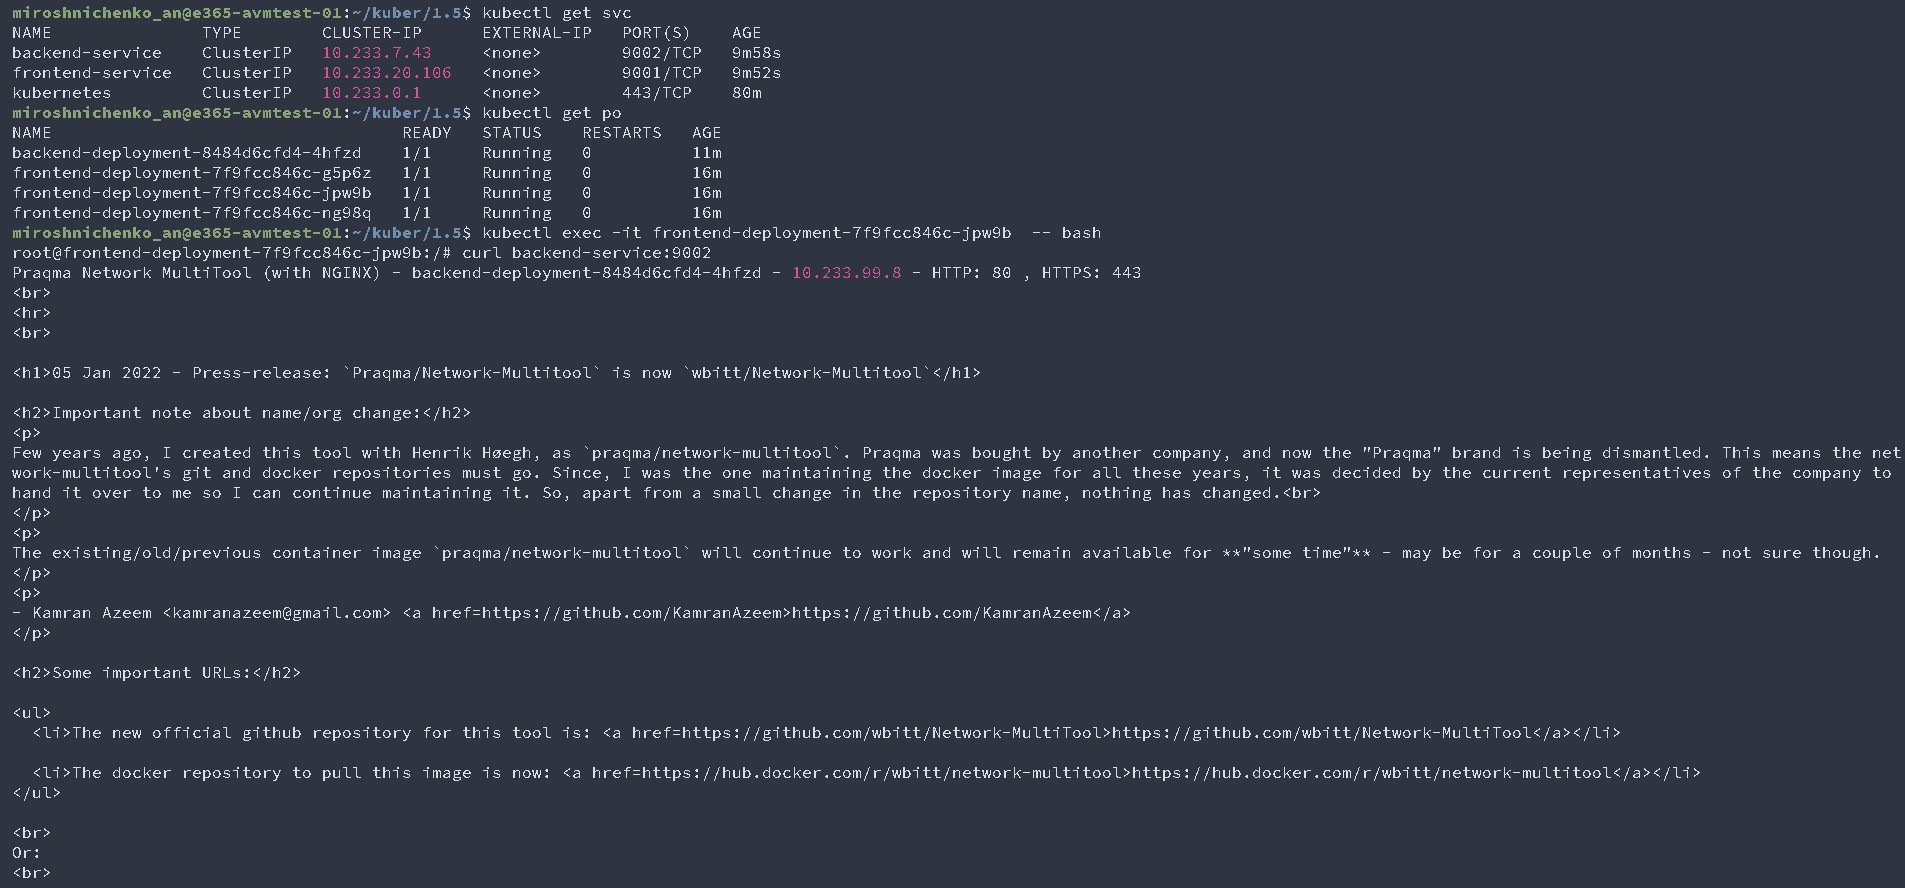 miroshnichenko_an@e365-avmtest-01:~/kuber/1.5$ kubectl get svc
NAME               TYPE        CLUSTER-IP      EXTERNAL-IP   PORT(S)    AGE
backend-service    ClusterIP   10.233.7.43     <none>        9002/TCP   9m58s
frontend-service   ClusterIP   10.233.20.106   <none>        9001/TCP   9m52s
kubernetes         ClusterIP   10.233.0.1      <none>        443/TCP    80m
miroshnichenko_an@e365-avmtest-01:~/kuber/1.5$ kubectl get po
NAME                                   READY   STATUS    RESTARTS   AGE
backend-deployment-8484d6cfd4-4hfzd    1/1     Running   0          11m
frontend-deployment-7f9fcc846c-g5p6z   1/1     Running   0          16m
frontend-deployment-7f9fcc846c-jpw9b   1/1     Running   0          16m
frontend-deployment-7f9fcc846c-ng98q   1/1     Running   0          16m
miroshnichenko_an@e365-avmtest-01:~/kuber/1.5$ kubectl exec -it frontend-deployment-7f9fcc846c-jpw9b  -- bash
root@frontend-deployment-7f9fcc846c-jpw9b:/# curl backend-service:9002
Praqma Network MultiTool (with NGINX) - backend-deployment-8484d6cfd4-4hfzd - 10.233.99.8 - HTTP: 80 , HTTPS: 443
<br>
<hr>
<br>

<h1>05 Jan 2022 - Press-release: `Praqma/Network-Multitool` is now `wbitt/Network-Multitool`</h1>

<h2>Important note about name/org change:</h2>
<p>
Few years ago, I created this tool with Henrik Høegh, as `praqma/network-multitool`. Praqma was bought by another company, and now the "Praqma" brand is being dismantled. This means the net
work-multitool's git and docker repositories must go. Since, I was the one maintaining the docker image for all these years, it was decided by the current representatives of the company to
hand it over to me so I can continue maintaining it. So, apart from a small change in the repository name, nothing has changed.<br>
</p>
<p>
The existing/old/previous container image `praqma/network-multitool` will continue to work and will remain available for **"some time"** - may be for a couple of months - not sure though.
</p>
<p>
- Kamran Azeem <kamranazeem@gmail.com> <a href=https://github.com/KamranAzeem>https://github.com/KamranAzeem</a>
</p>

<h2>Some important URLs:</h2>

<ul>
  <li>The new official github repository for this tool is: <a href=https://github.com/wbitt/Network-MultiTool>https://github.com/wbitt/Network-MultiTool</a></li>

  <li>The docker repository to pull this image is now: <a href=https://hub.docker.com/r/wbitt/network-multitool>https://hub.docker.com/r/wbitt/network-multitool</a></li>
</ul>

<br>
Or:
<br>